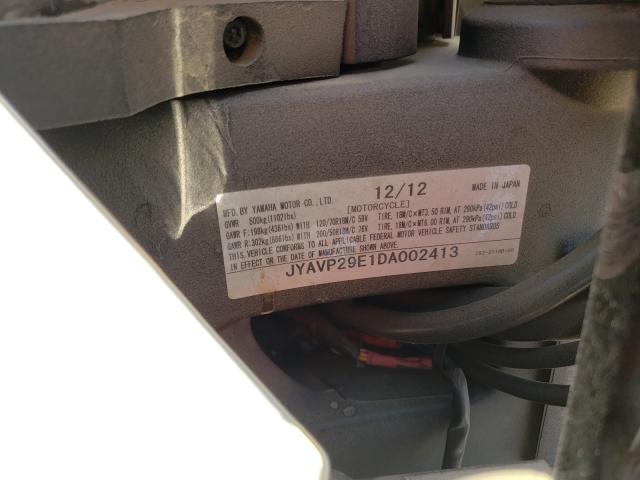 MFD. BY YAMAHA MOTOR CO., LTD. 12/12 MADE IN JAPAN
GVWR 500kg(1102lbs) [MOTORCYCLE]
GAWR F:198kg(436lbs) WITH 120/70R18M/C 59V TIRE, 18M/C×MT3.50 RIM, AT 290kPa(42psi) COLD
GAWR R:302kg(666lbs) WITH 200/50R18M/C 76V TIRE, 18M/C×MT6.00 RIM, AT 290kPa(42psi) COLD
THIS VEHICLE CONFORMS TO ALL APPLICABLE FEDERAL MOTOR VEHICLE SAFETY STANDARDS
IN EFFECT ON THE DATE OF MANUFACTURE SHOWN ABOVE.
JYAVP29E1DA002413